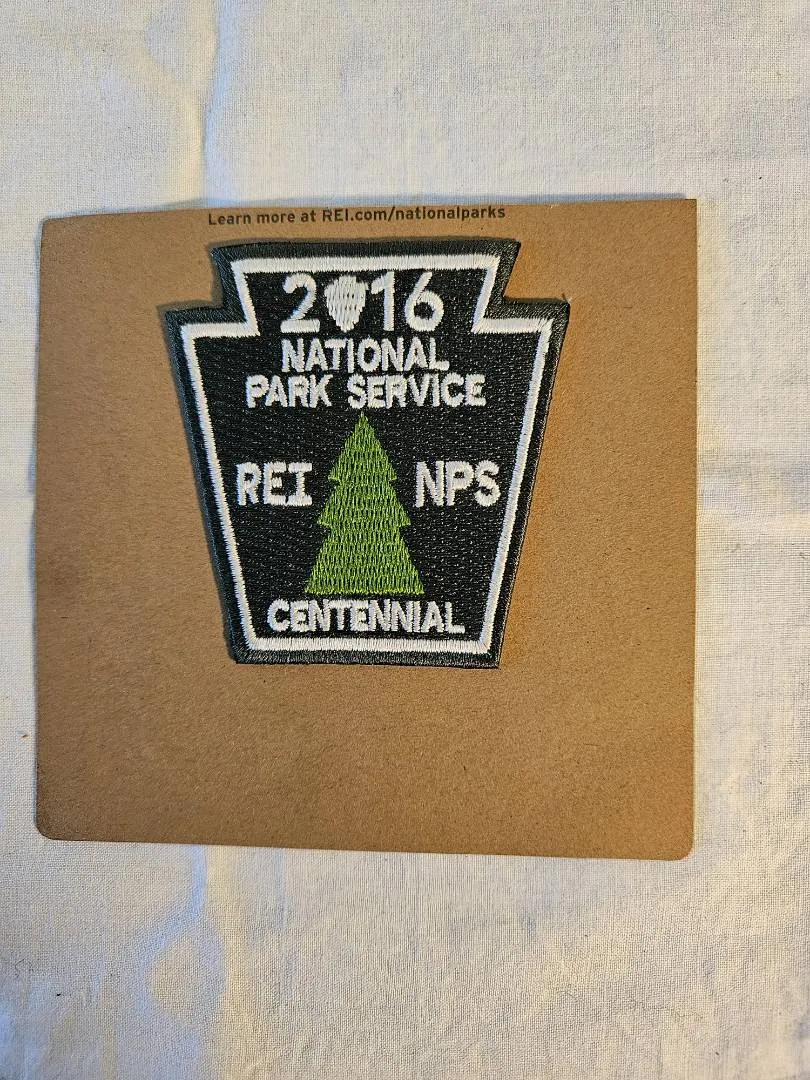 Learn more at REI.com/nationalparks
2016
NATIONAL
PARK SERVICE
REI NPS
CENTENNIAL